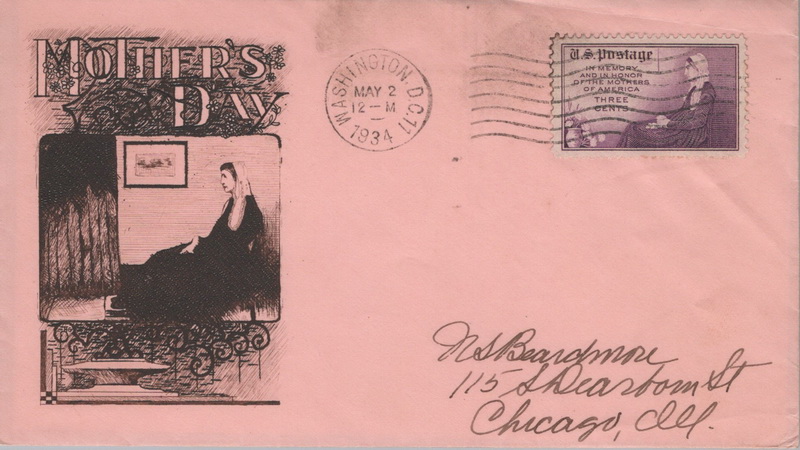 MOTHER'S
DAY
WASHINGTON, D.C. 11
MAY 2
12-M
1934
U.S. Postage
IN MEMORY
AND IN HONOR
OF THE MOTHERS
OF AMERICA
THREE
CENTS
N S Beardmore
115 S Dearborn St
Chicago, Ill.